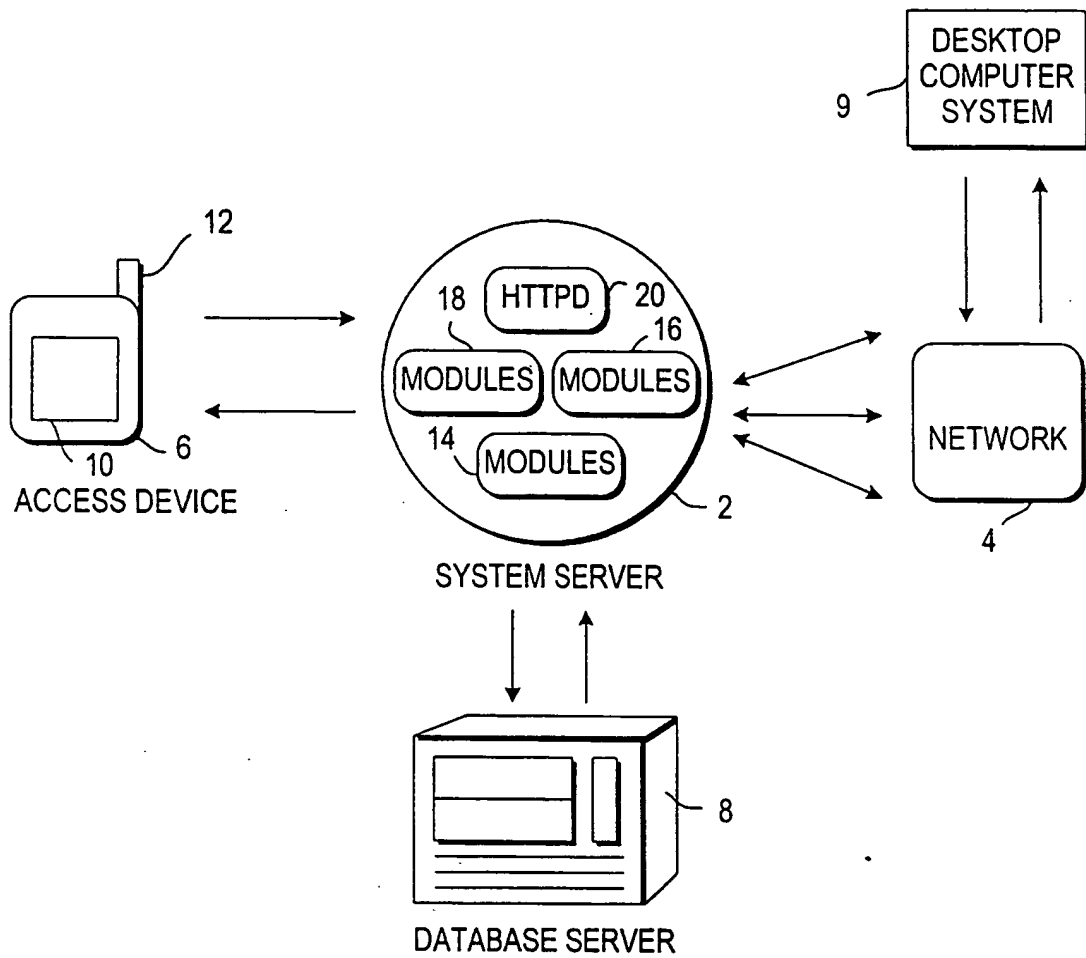 DESKTOP
COMPUTER
SYSTEM
9
12
HTTPD
20
18
16
MODULES
MODULES
14
MODULES
NETWORK
10
6
ACCESS DEVICE
2
4
SYSTEM SERVER
8
DATABASE SERVER